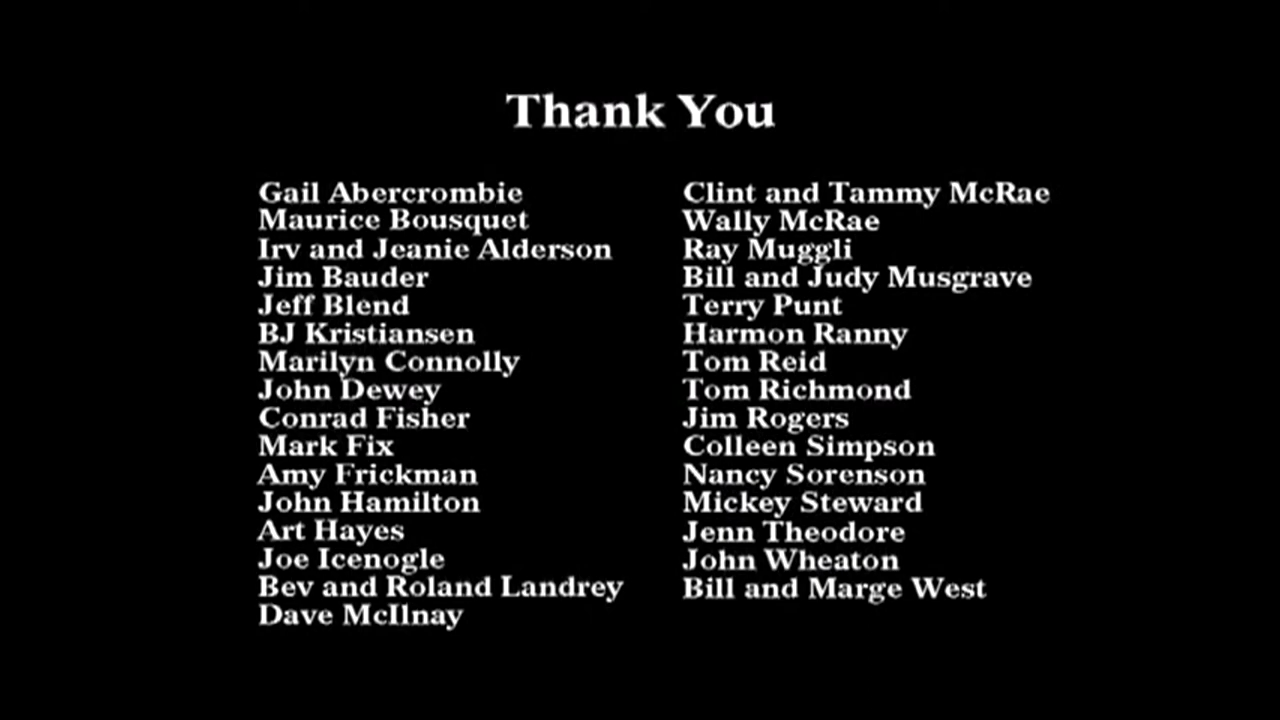 Thank You
Gail Abercrombie
Maurice Bousquet
Irv and Jeanie Alderson
Jim Bauder
Jeff Blend
BJ Kristiansen
Marilyn Connolly
John Dewey
Conrad Fisher
Mark Fix
Amy Frickman
John Hamilton
Art Hayes
Joe Icenogle
Bev and Roland Landrey
Dave McIlnay
Clint and Tammy McRae
Wally McRae
Ray Muggli
Bill and Judy Musgrave
Terry Punt
Harmon Ranny
Tom Reid
Tom Richmond
Jim Rogers
Colleen Simpson
Nancy Sorenson
Mickey Steward
Jenn Theodore
John Wheaton
Bill and Marge West